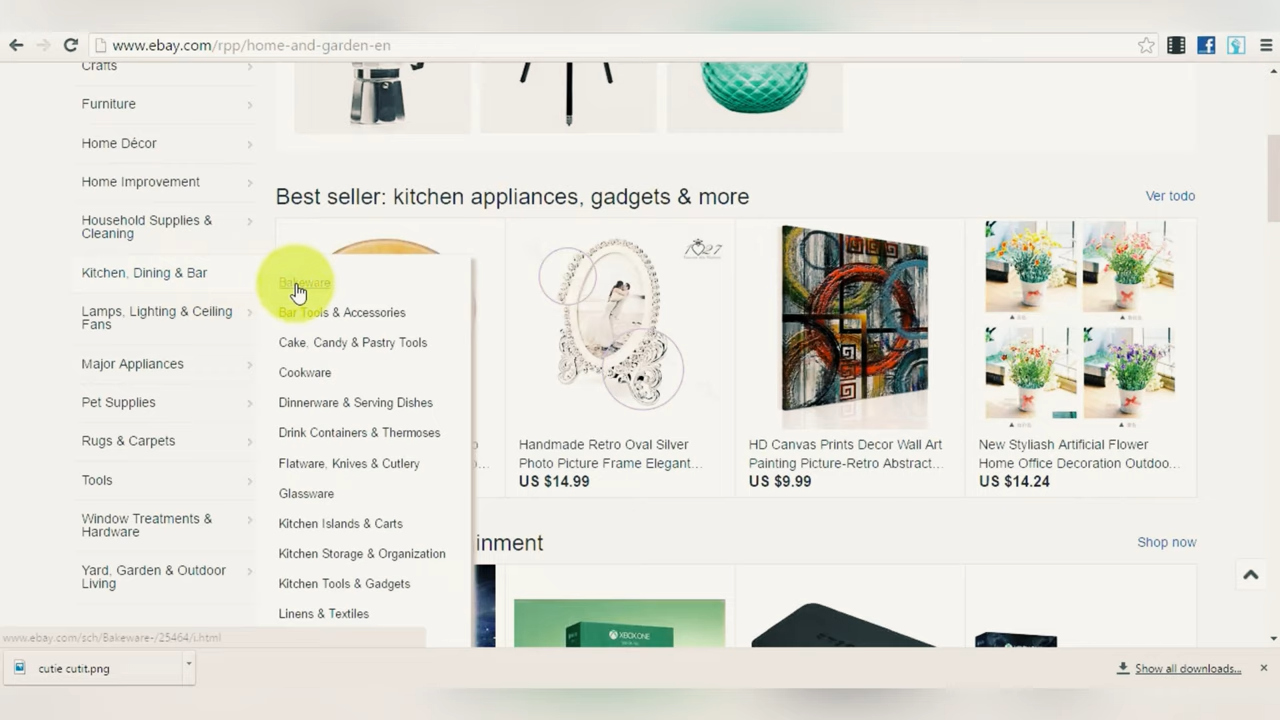 www.ebay.com/rpp/home-and-garden-en
Crafts
Furniture
Home Décor
Home Improvement
Household Supplies &
Cleaning
Kitchen, Dining & Bar
Lamps, Lighting & Ceiling
Fans
Major Appliances
Pet Supplies
Rugs & Carpets
Tools
Window Treatments &
Hardware
Yard, Garden & Outdoor
Living
Bakeware
Bar Tools & Accessories
Cake, Candy & Pastry Tools
Cookware
Dinnerware & Serving Dishes
Drink Containers & Thermoses
Flatware, Knives & Cutlery
Glassware
Kitchen Islands & Carts
Kitchen Storage & Organization
Kitchen Tools & Gadgets
Linens & Textiles
Best seller: kitchen appliances, gadgets & more
Ver todo
1027
Handmade Retro Oval Silver
Photo Picture Frame Elegant...
US $14.99
HD Canvas Prints Decor Wall Art
Painting Picture-Retro Abstract...
US $9.99
New Styliash Artificial Flower
Home Office Decoration Outdoo...
US $14.24
inment
Shop now
XBOX ONE
www.ebay.com/sch/Bakeware-/25464/i.html
cutie cutit.png
Show all downloads...